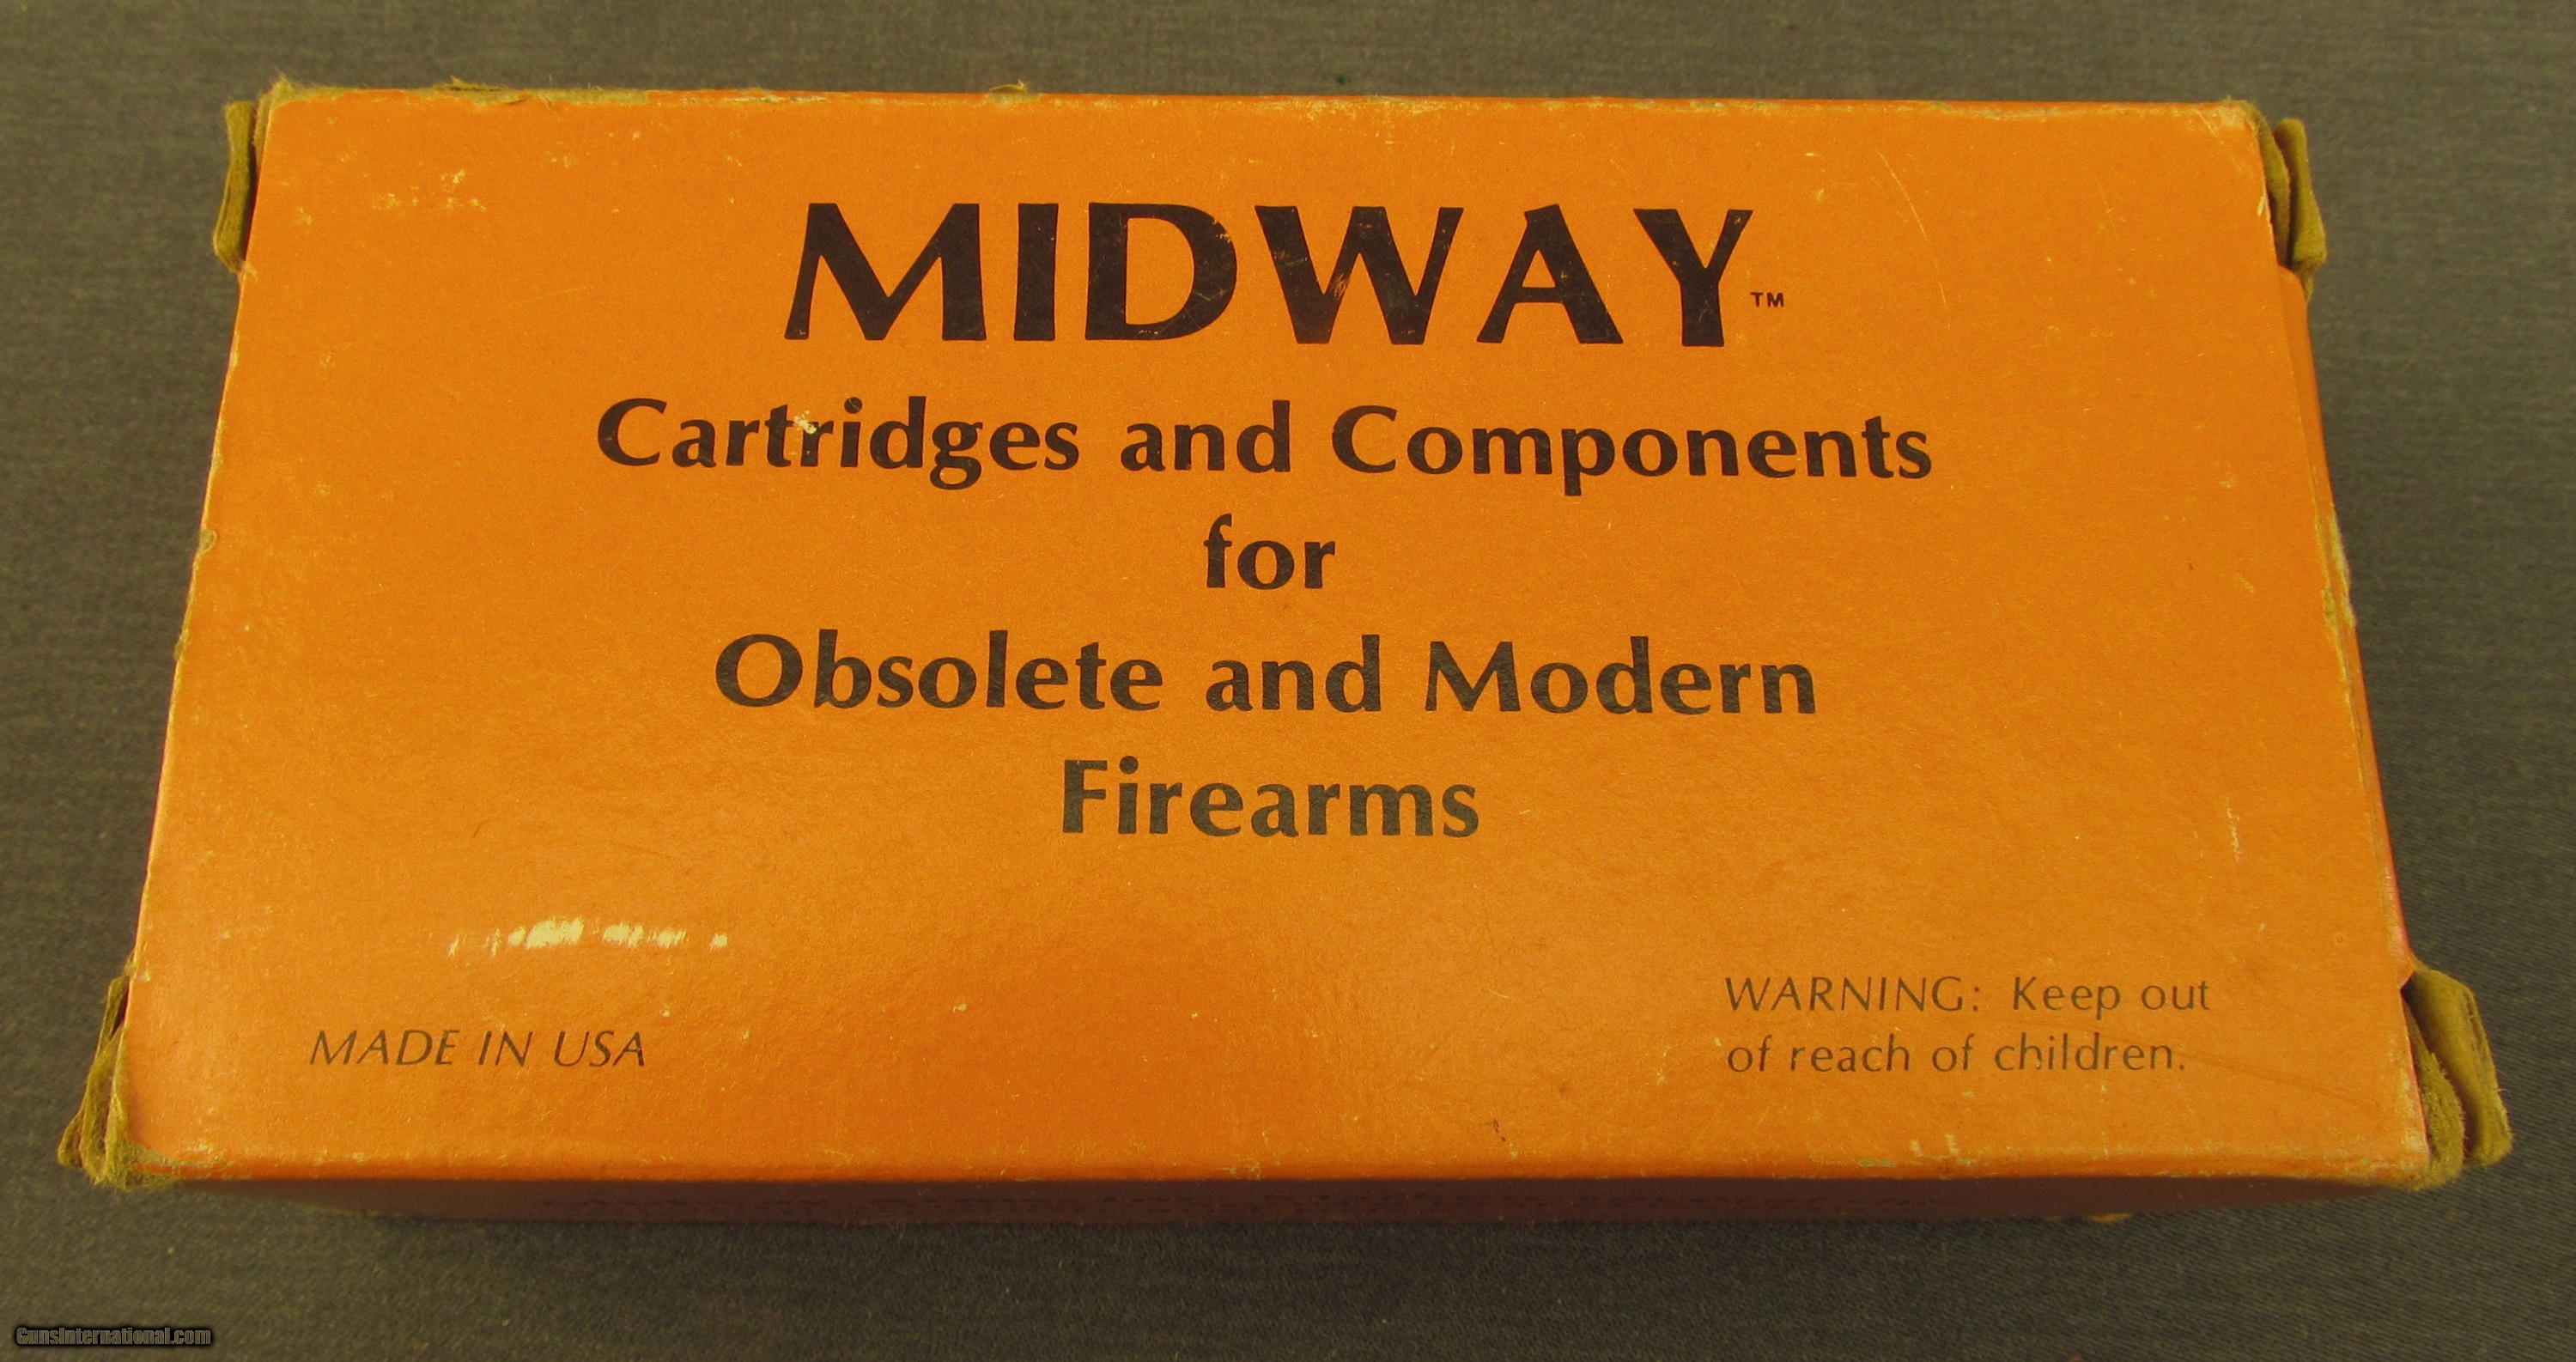 MIDWAY™
Cartridges and Components
for
Obsolete and Modern
Firearms
MADE IN USA
WARNING: Keep out
of reach of children.
GunsInternational.com